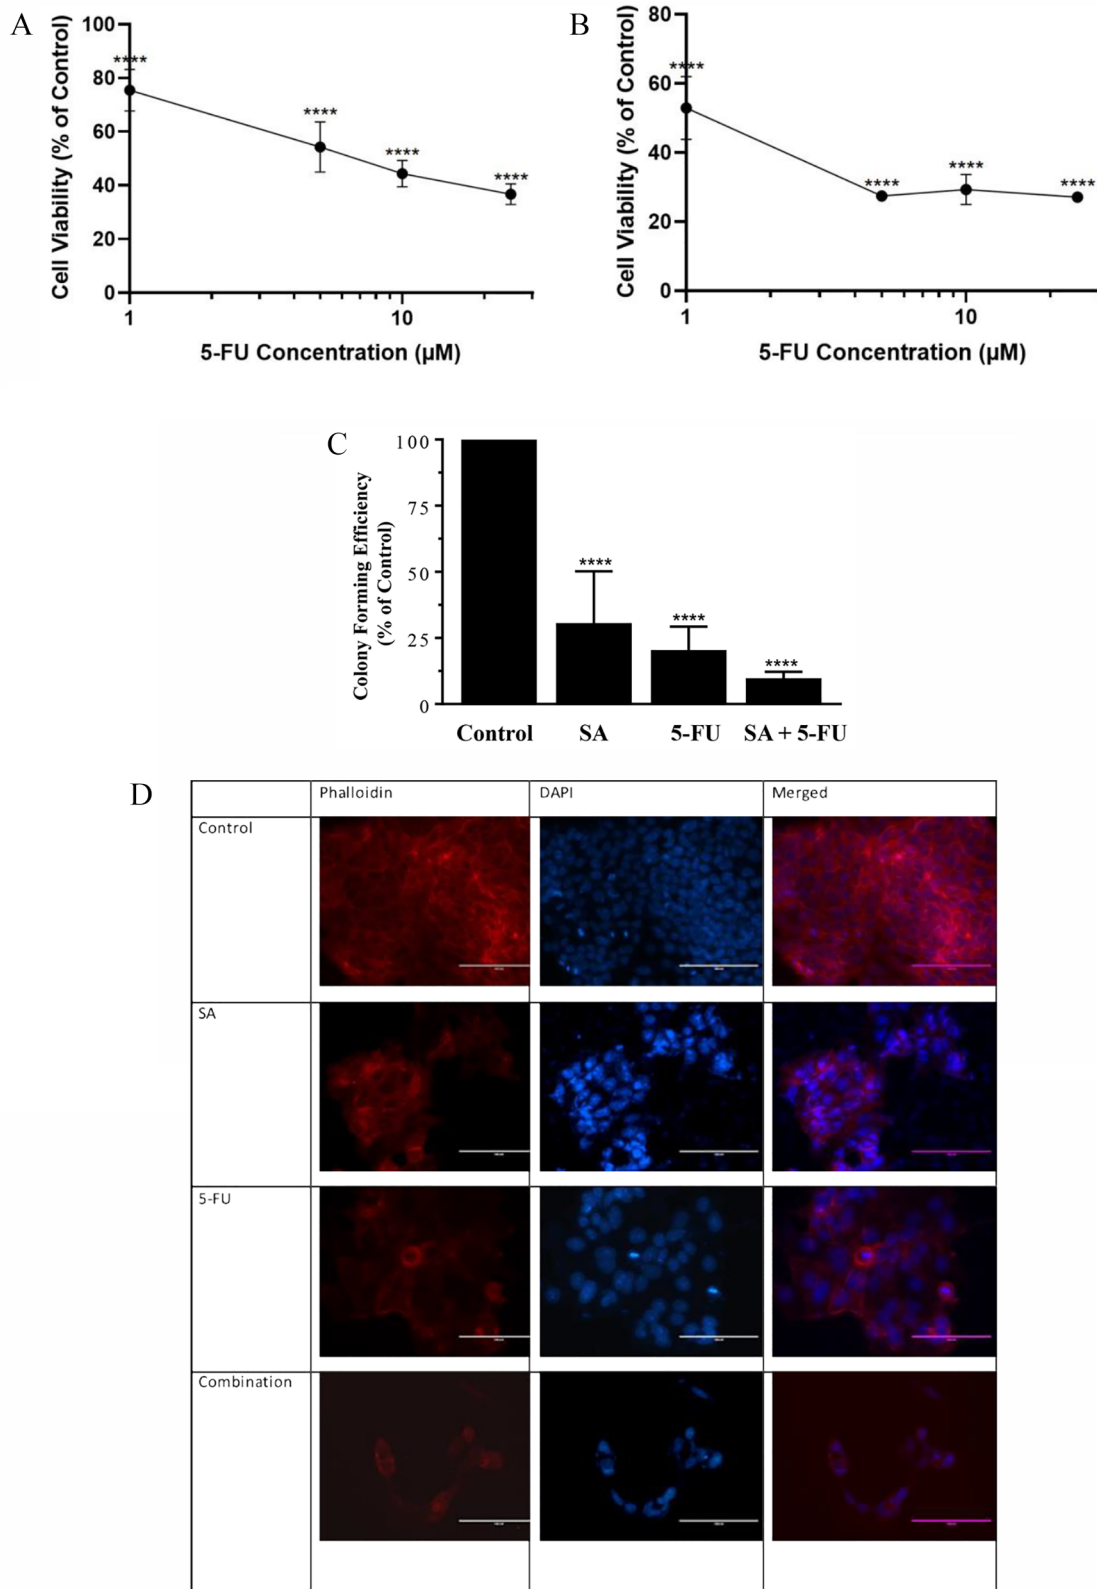 A
Cell Viability (% of Control)
100
80
60
40
20
0
****
****
****
****
1
10
5-FU Concentration (µM)
B
Cell Viability (% of Control)
80
60
40
20
0
****
****
****
****
1
10
5-FU Concentration (µM)
C
Colony Forming Efficiency
(% of Control)
100
75
50
25
0
****
****
****
Control SA 5-FU SA + 5-FU
D
Phalloidin DAPI Merged
Control
SA
5-FU
Combination